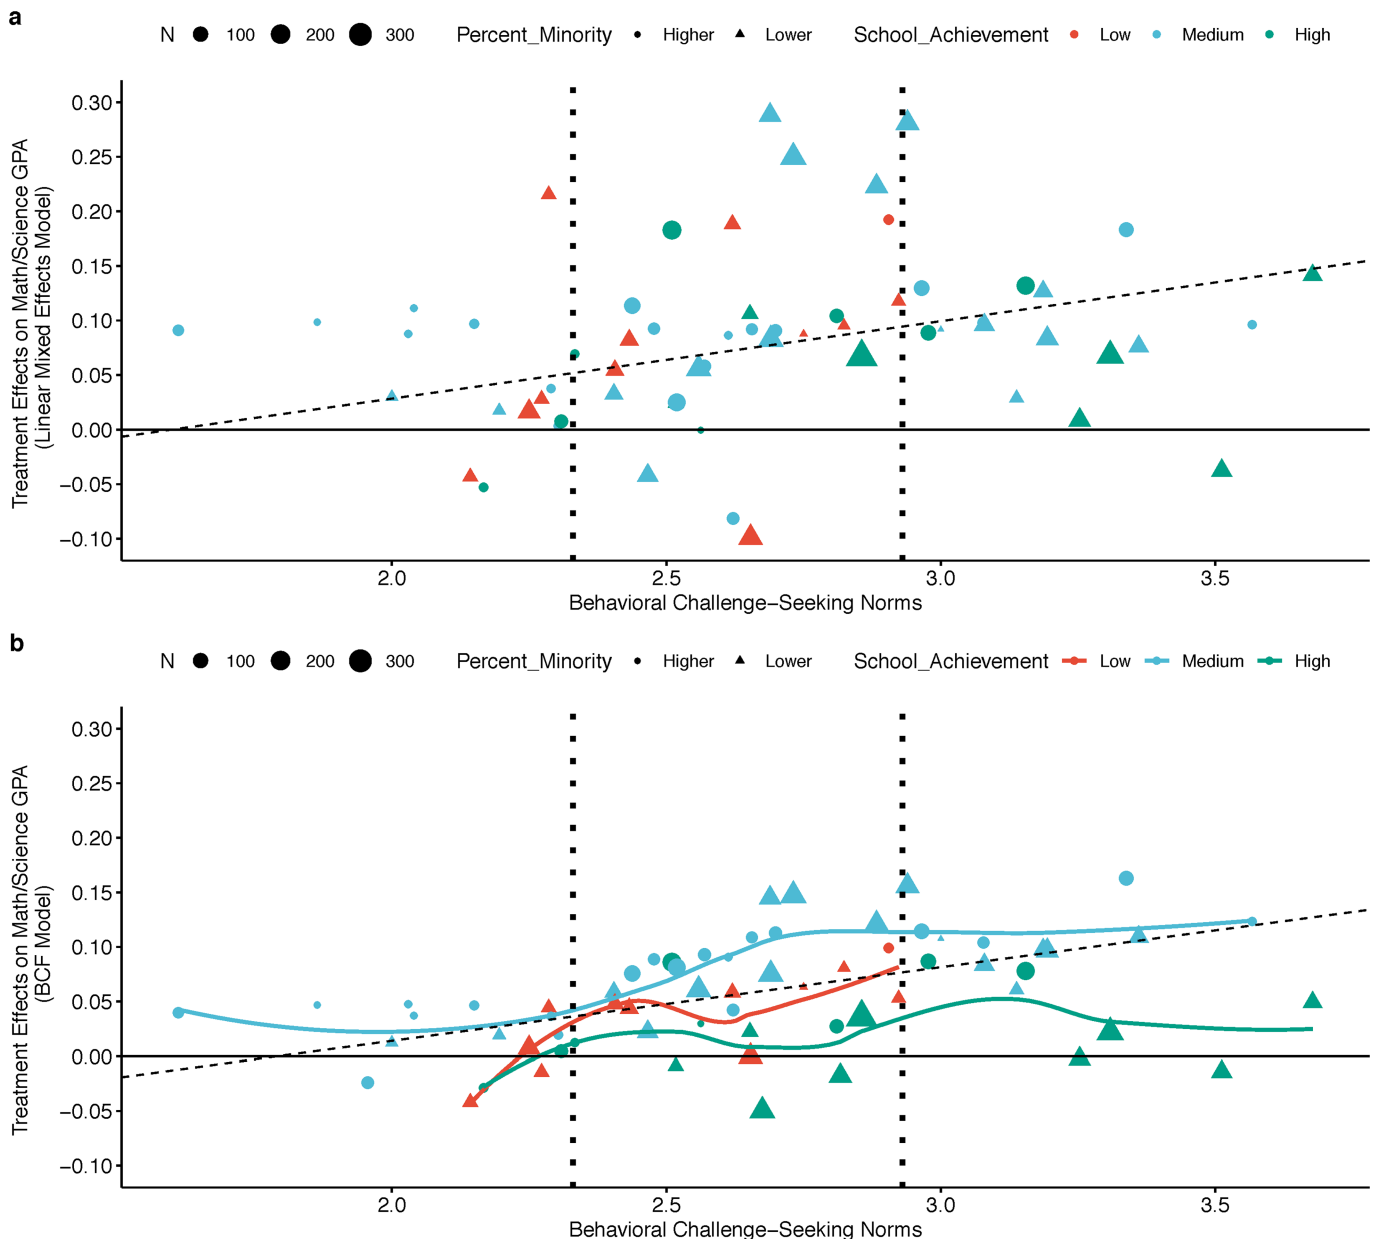 a
N 100 200 300 Percent_Minority Higher Lower School_Achievement Low Medium High
Treatment Effects on Math/Science GPA
(Linear Mixed Effects Model)
0.30
0.25
0.20
0.15
0.10
0.05
0.00
−0.05
−0.10
2.0 2.5 3.0 3.5
Behavioral Challenge−Seeking Norms
b
N 100 200 300 Percent_Minority Higher Lower School_Achievement Low Medium High
Treatment Effects on Math/Science GPA
(BCF Model)
0.30
0.25
0.20
0.15
0.10
0.05
0.00
−0.05
−0.10
2.0 2.5 3.0 3.5
Behavioral Challenge−Seeking Norms